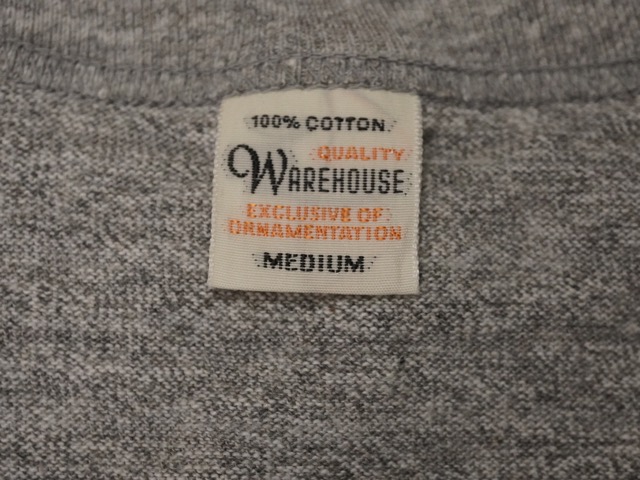 100% COTTON
QUALITY
WAREHOUSE
EXCLUSIVE OF
ORNAMENTATION
MEDIUM